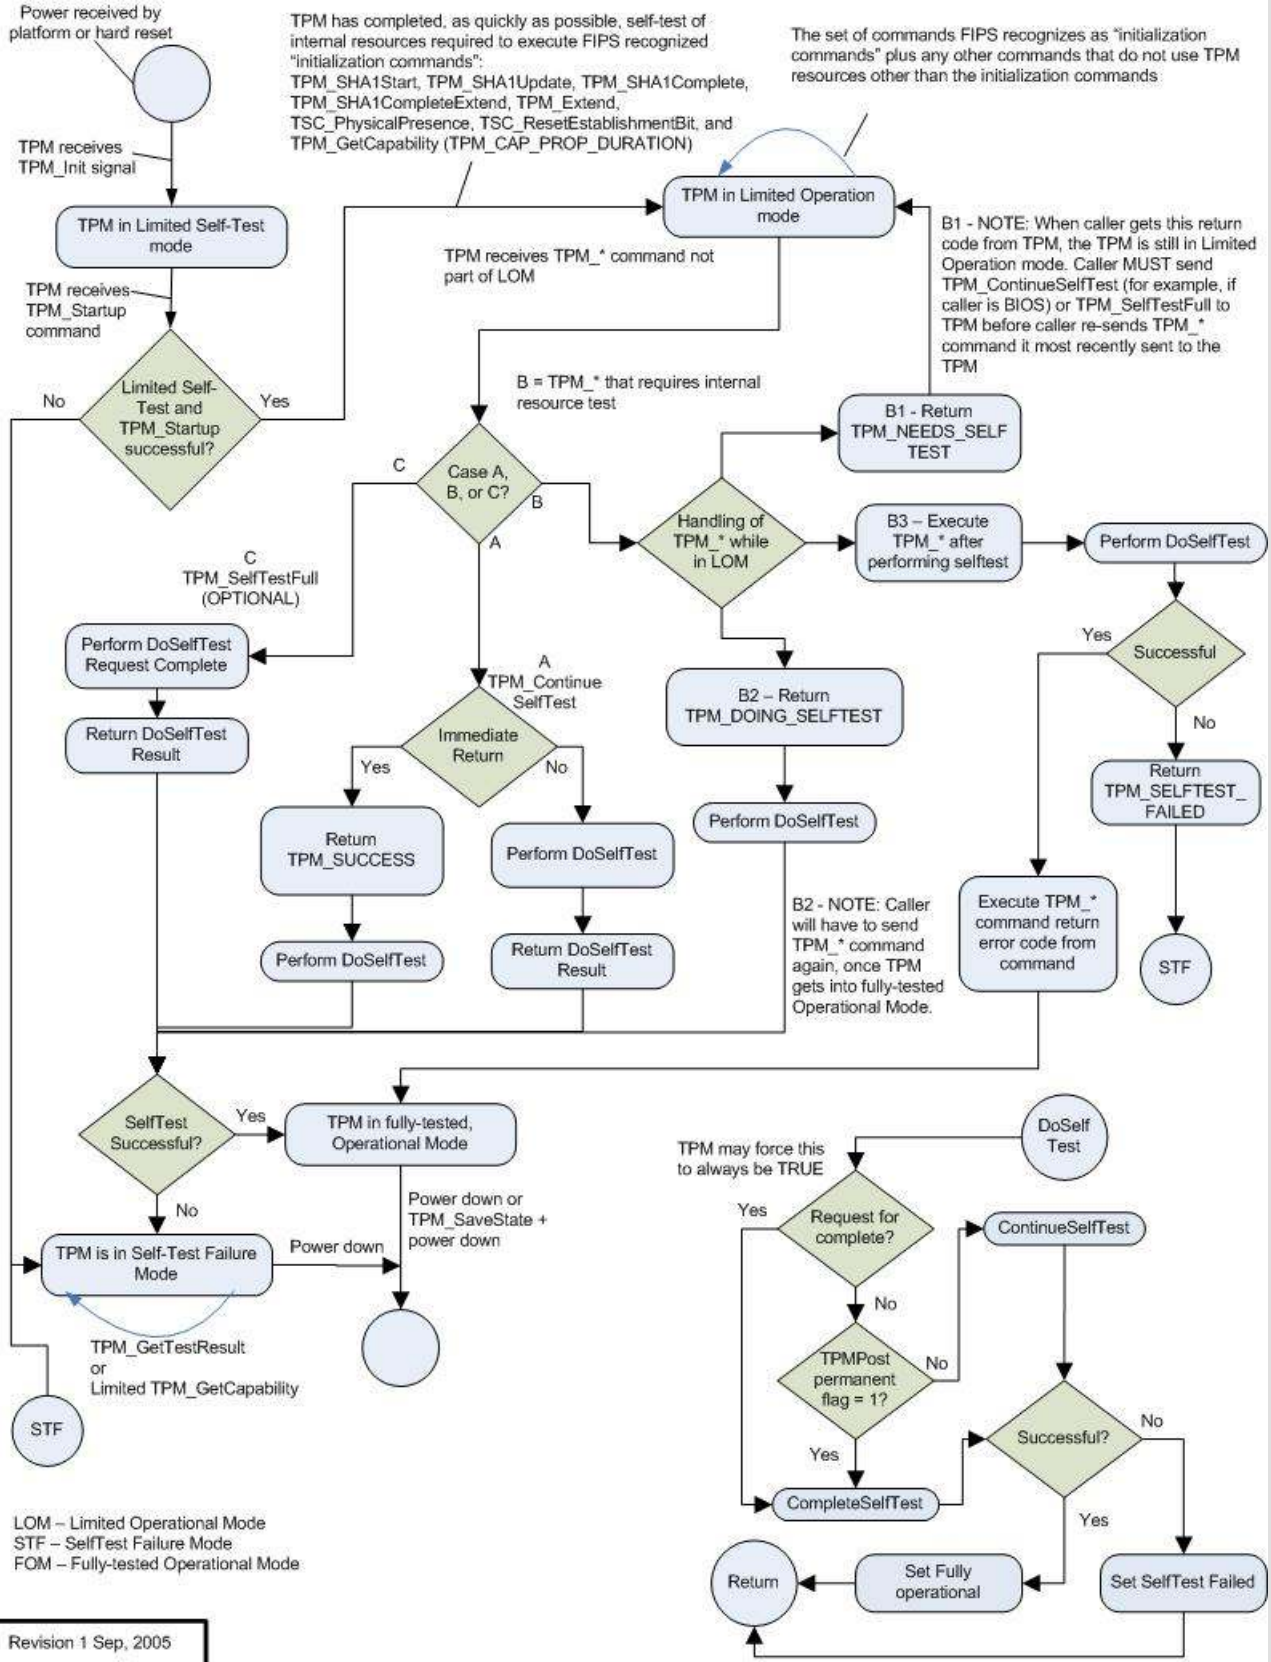 Power received by
platform or hard reset
TPM has completed, as quickly as possible, self-test of
internal resources required to execute FIPS recognized
“initialization commands”:
TPM_SHA1Start, TPM_SHA1Update, TPM_SHA1Complete,
TPM_SHA1CompleteExtend, TPM_Extend,
TSC_PhysicalPresence, TSC_ResetEstablishmentBit, and
TPM_GetCapability (TPM_CAP_PROP_DURATION)
The set of commands FIPS recognizes as “initialization
commands” plus any other commands that do not use TPM
resources other than the initialization commands
TPM receives
TPM_Init signal
TPM in Limited Self-Test
mode
TPM in Limited Operation
mode
TPM receives TPM_* command not
part of LOM
B1 - NOTE: When caller gets this return
code from TPM, the TPM is still in Limited
Operation mode. Caller MUST send
TPM_ContinueSelfTest (for example, if
caller is BIOS) or TPM_SelfTestFull to
TPM before caller re-sends TPM_*
command it most recently sent to the
TPM
TPM receives
TPM_Startup
command
Limited Self-
Test and
TPM_Startup
successful?
No
Yes
B = TPM_* that requires internal
resource test
B1 - Return
TPM_NEEDS_SELF
TEST
Case A,
B, or C?
C
B
A
Handling of
TPM_* while
in LOM
B3 – Execute
TPM_* after
performing selftest
Perform DoSelfTest
C
TPM_SelfTestFull
(OPTIONAL)
Perform DoSelfTest
Request Complete
Return DoSelfTest
Result
A
TPM_Continue
SelfTest
Immediate
Return
Yes
No
B2 – Return
TPM_DOING_SELFTEST
Yes
Successful
No
Return
TPM_SELFTEST_
FAILED
Return
TPM_SUCCESS
Perform DoSelfTest
Perform DoSelfTest
Perform DoSelfTest
Return DoSelfTest
Result
B2 - NOTE: Caller
will have to send
TPM_* command
again, once TPM
gets into fully-tested
Operational Mode.
Execute TPM_*
command return
error code from
command
STF
SelfTest
Successful?
Yes
No
TPM in fully-tested,
Operational Mode
Power down or
TPM_SaveState +
power down
TPM is in Self-Test Failure
Mode
Power down
TPM_GetTestResult
or
Limited TPM_GetCapability
STF
DoSelf
Test
TPM may force this
to always be TRUE
Yes
Request for
complete?
No
ContinueSelfTest
TPMPost
permanent
flag = 1?
No
Yes
CompleteSelfTest
Successful?
No
Yes
Set Fully
operational
Set SelfTest Failed
Return
LOM – Limited Operational Mode
STF – SelfTest Failure Mode
FOM – Fully-tested Operational Mode
Revision 1 Sep, 2005